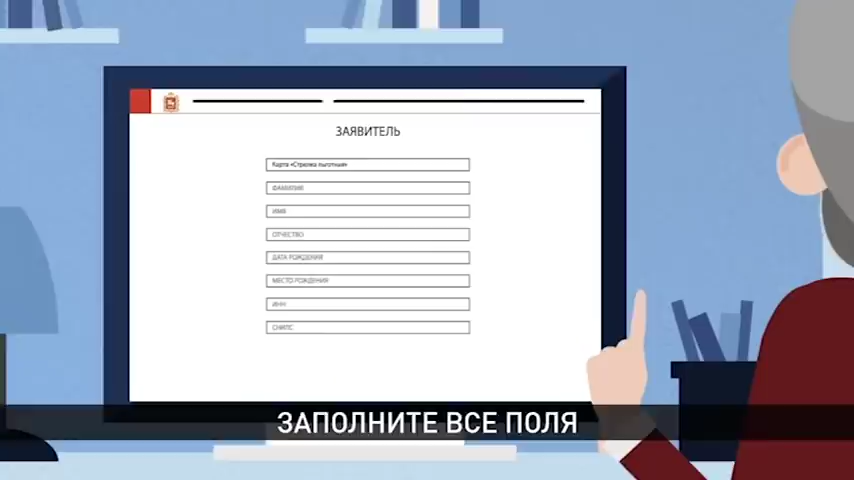 ЗАЯВИТЕЛЬ
Карта «Стрелка льготная»
ФАМИЛИЯ
ИМЯ
ОТЧЕСТВО
ДАТА РОЖДЕНИЯ
МЕСТО РОЖДЕНИЯ
ИНН
СНИЛС
ЗАПОЛНИТЕ ВСЕ ПОЛЯ